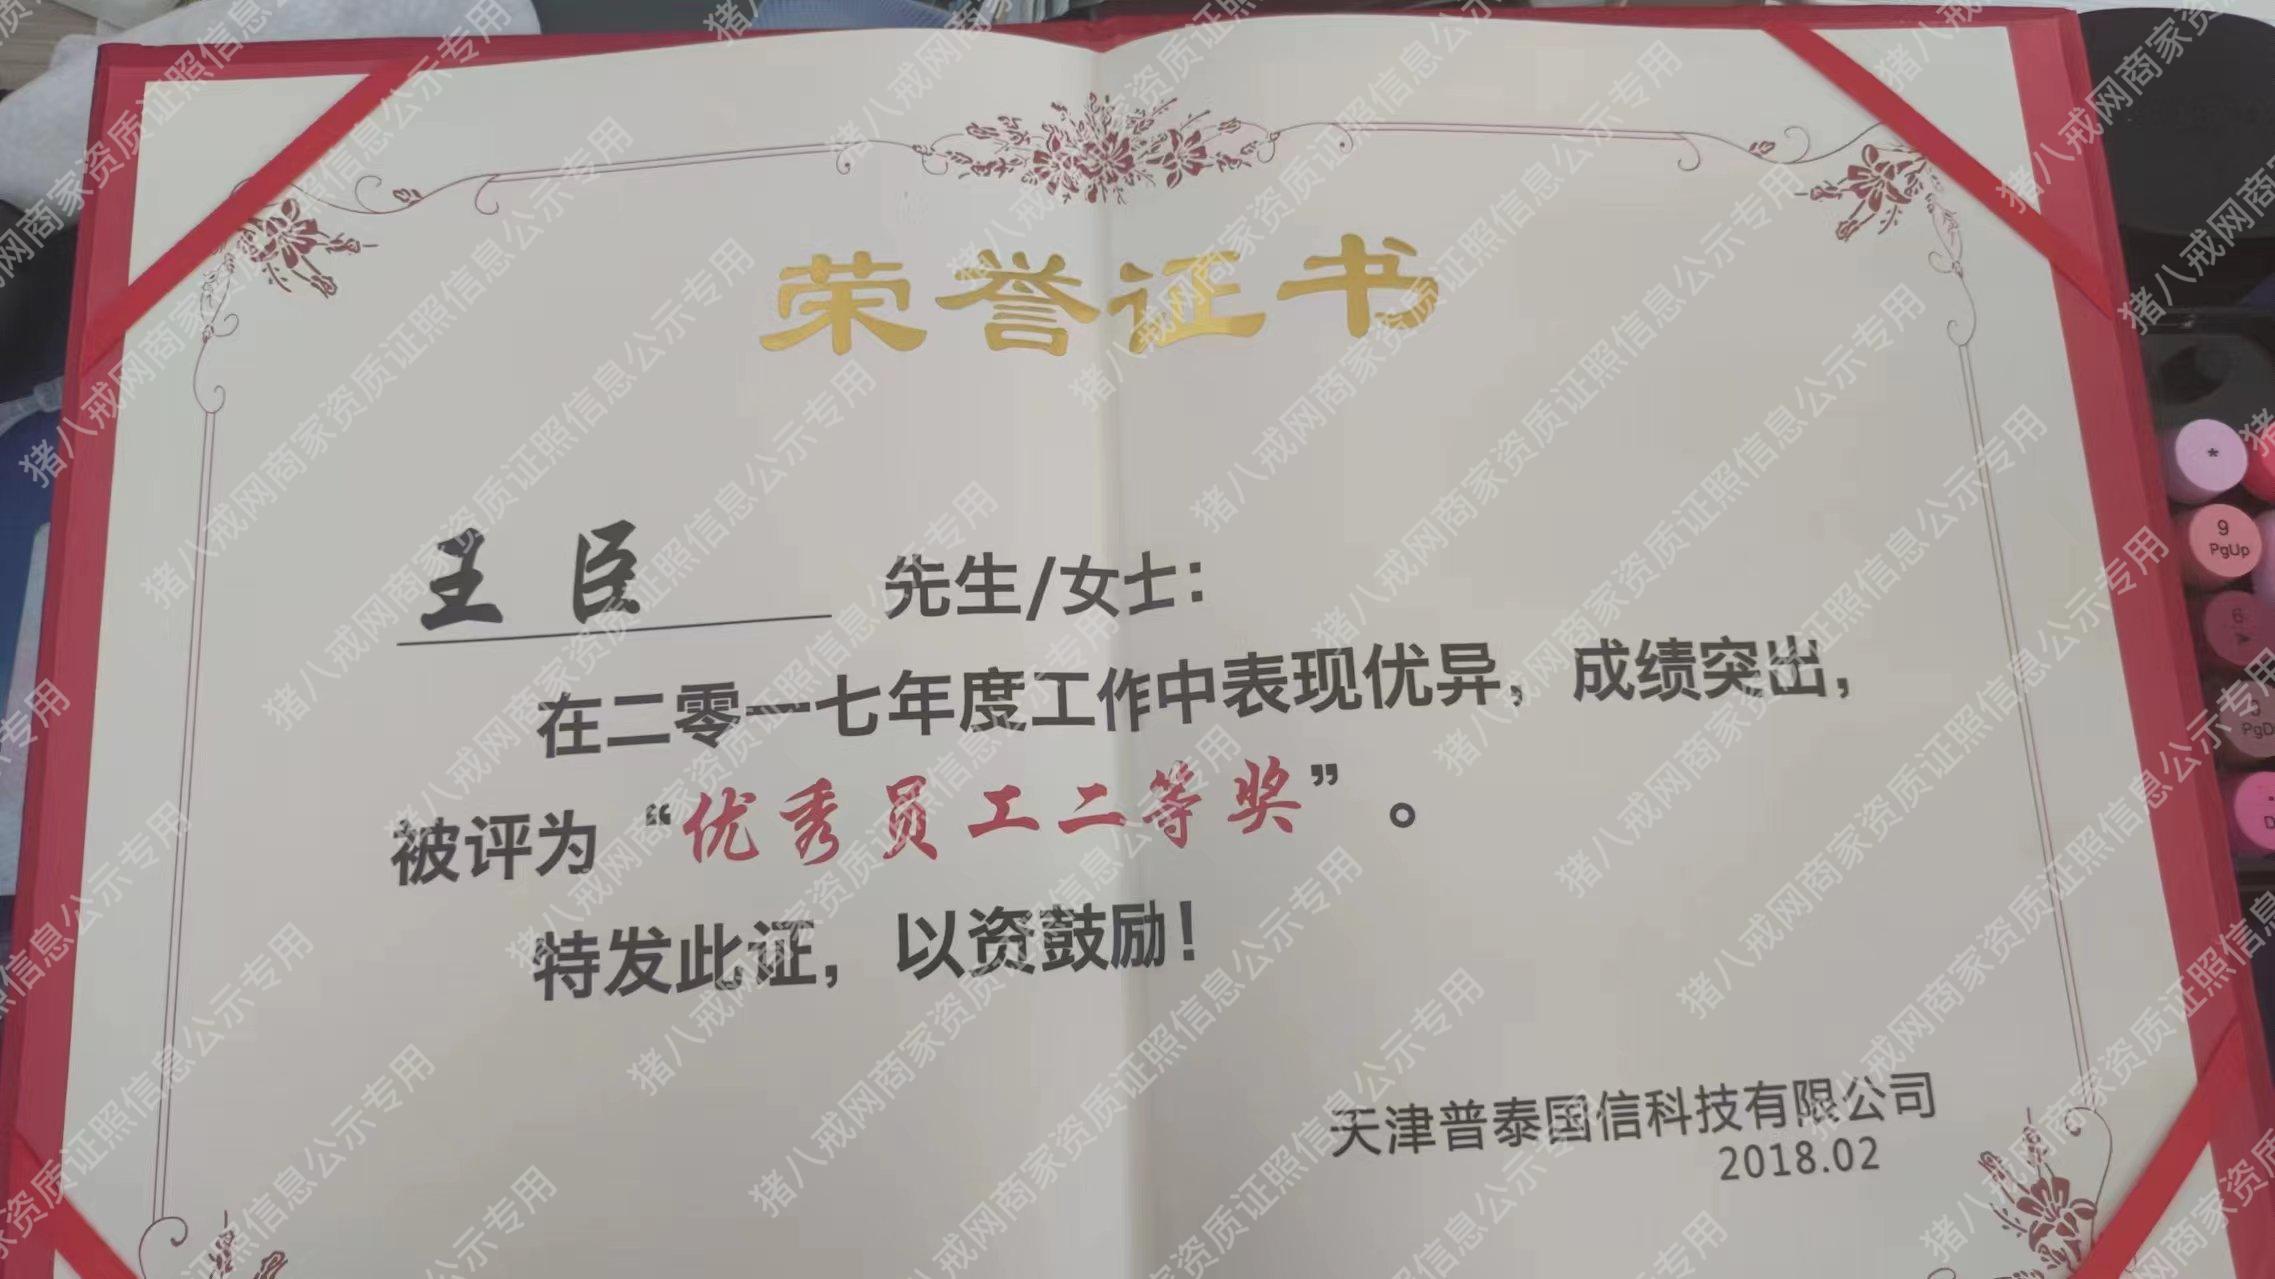 荣誉证书
王臣 先生/女士：
在二零一七年度工作中表现优异，成绩突出，
被评为“优秀员工二等奖”。
特发此证，以资鼓励！
天津普泰国信科技有限公司
2018.02
猪八戒网商家资质证照信息公示专用
*
9
PgUp
6
PgD